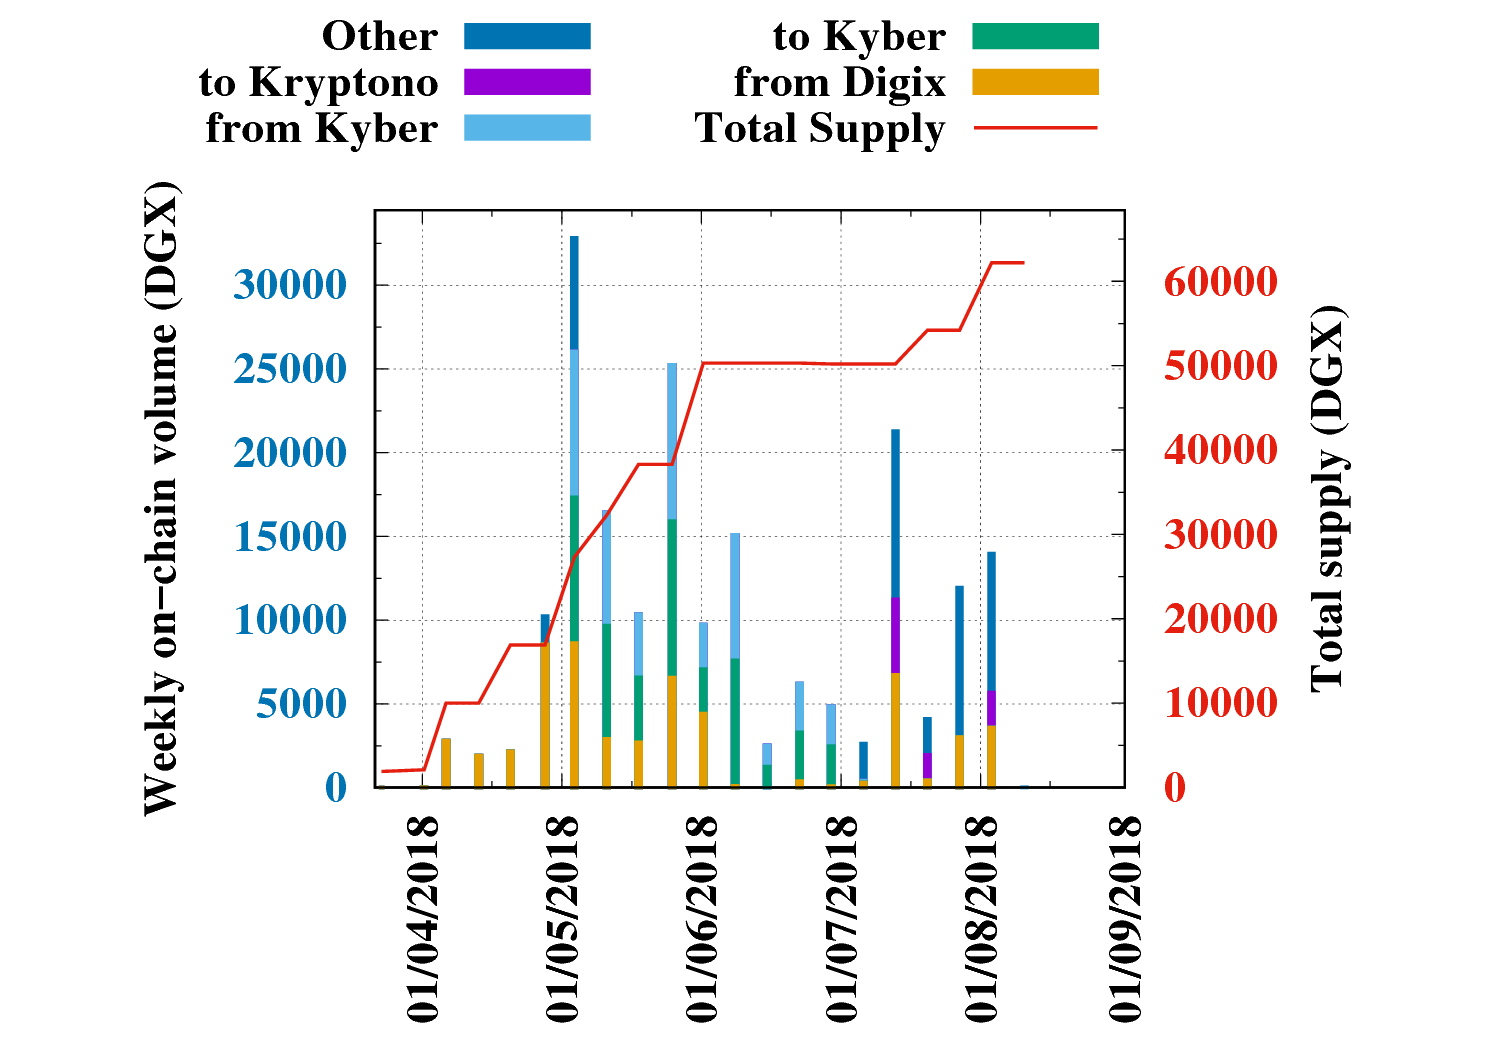 Other
to Kryptono
from Kyber
to Kyber
from Digix
Total Supply
Weekly on−chain volume (DGX)
30000
25000
20000
15000
10000
5000
0
60000
50000
40000
30000
20000
10000
0
Total supply (DGX)
01/04/2018
01/05/2018
01/06/2018
01/07/2018
01/08/2018
01/09/2018